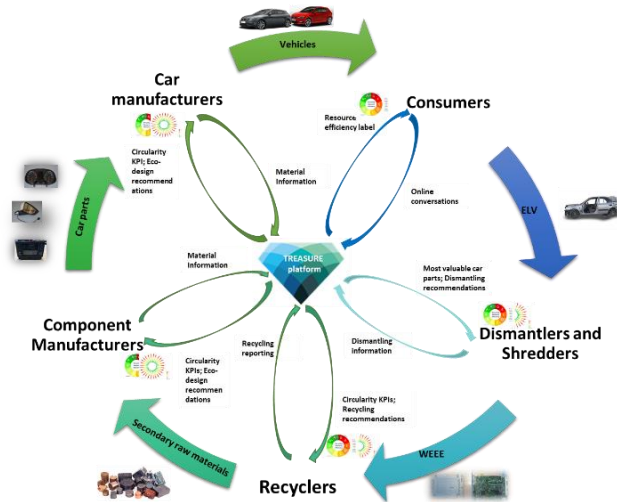 Vehicles
Car
manufacturers
Consumers
Resource
efficiency label
Circularity
KPI; Eco-
design
recommend
ations
Material
Information
Online
conversations
Car parts
ELV
TREASURE
platform
Material
Information
Most valuable car
parts; Dismantling
recommendations
Component
Manufacturers
Dismantlers and
Shredders
Recycling
reporting
Dismantling
information
Circularity
KPIs; Eco-
design
recommen
dations
Circularity KPIs;
Recycling
recommendations
Secondary raw materials
WEEE
Recyclers